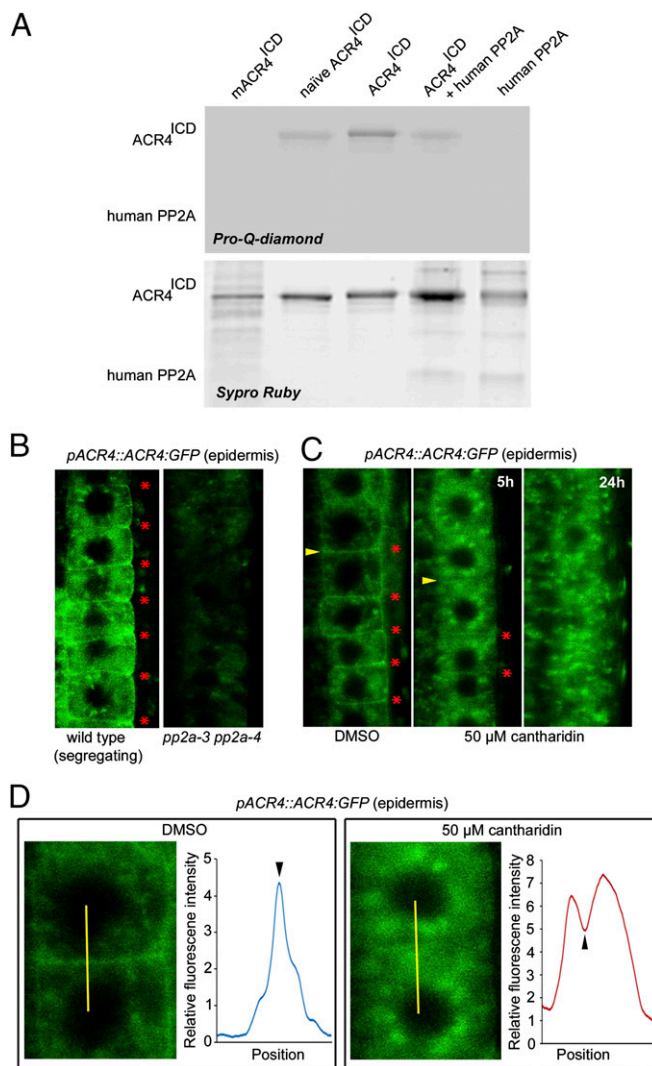 A
mACR4ICD
naïve ACR4ICD
ACR4ICD
ACR4ICD
+ human PP2A
human PP2A
ACR4ICD
human PP2A
Pro-Q-diamond
ACR4ICD
human PP2A
Sypro Ruby
B
pACR4::ACR4:GFP (epidermis)
* * * * * * *
wild type
(segregating)
pp2a-3 pp2a-4
C
pACR4::ACR4:GFP (epidermis)
5h
24h
* * * * *
* *
DMSO
50 µM cantharidin
D
pACR4::ACR4:GFP (epidermis)
DMSO
Relative fluorescene intensity
5
4
3
2
1
0
Position
50 µM cantharidin
Relative fluorescene intensity
8
7
6
5
4
3
2
1
0
Position